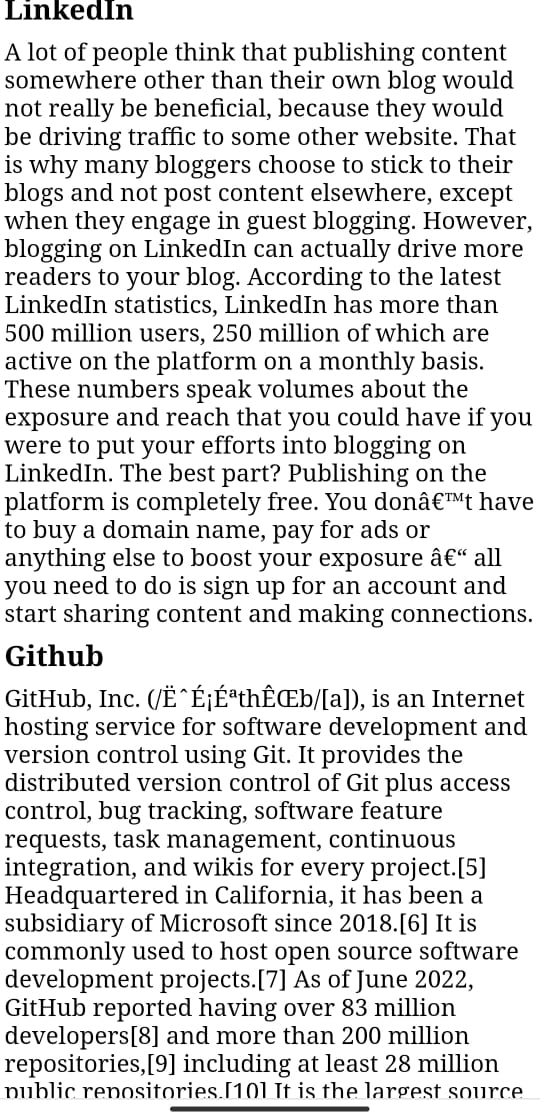 LinkedIn
A lot of people think that publishing content
somewhere other than their own blog would
not really be beneficial, because they would
be driving traffic to some other website. That
is why many bloggers choose to stick to their
blogs and not post content elsewhere, except
when they engage in guest blogging. However,
blogging on LinkedIn can actually drive more
readers to your blog. According to the latest
LinkedIn statistics, LinkedIn has more than
500 million users, 250 million of which are
active on the platform on a monthly basis.
These numbers speak volumes about the
exposure and reach that you could have if you
were to put your efforts into blogging on
LinkedIn. The best part? Publishing on the
platform is completely free. You donâ€™t have
to buy a domain name, pay for ads or
anything else to boost your exposure â€“ all
you need to do is sign up for an account and
start sharing content and making connections.
Github
GitHub, Inc. (/ËˆÉ¡ÉªthÊŒb/[a]), is an Internet
hosting service for software development and
version control using Git. It provides the
distributed version control of Git plus access
control, bug tracking, software feature
requests, task management, continuous
integration, and wikis for every project.[5]
Headquartered in California, it has been a
subsidiary of Microsoft since 2018.[6] It is
commonly used to host open source software
development projects.[7] As of June 2022,
GitHub reported having over 83 million
developers[8] and more than 200 million
repositories,[9] including at least 28 million
public repositories.[10] It is the largest source